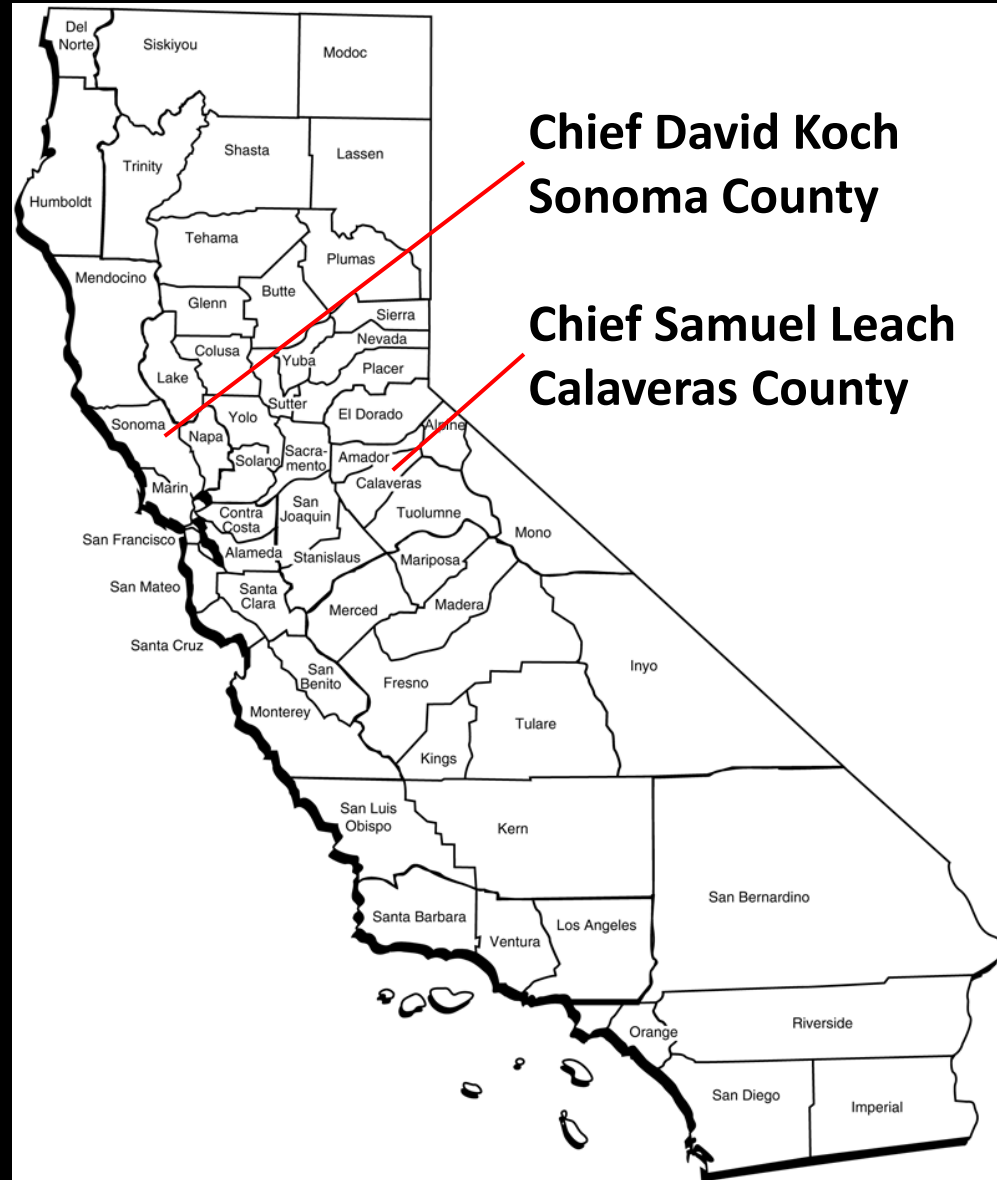 Del
Norte
Siskiyou
Modoc
Chief David Koch
Sonoma County
Shasta
Lassen
Trinity
Humboldt
Tehama
Plumas
Mendocino
Butte
Glenn
Sierra
Chief Samuel Leach
Calaveras County
Nevada
Colusa
Yuba
Placer
Lake
Sutter
El Dorado
Sonoma
Yolo
Alpine
Napa
Sacra-
mento
Amador
Solano
Calaveras
Marin
San
Joaquin
Contra
Costa
Tuolumne
Mono
San Francisco
Alameda
Stanislaus
Mariposa
San Mateo
Santa
Clara
Merced
Madera
Santa Cruz
Inyo
San
Benito
Fresno
Monterey
Tulare
Kings
San Luis
Obispo
Kern
San Bernardino
Santa Barbara
Los Angeles
Ventura
Orange
Riverside
San Diego
Imperial